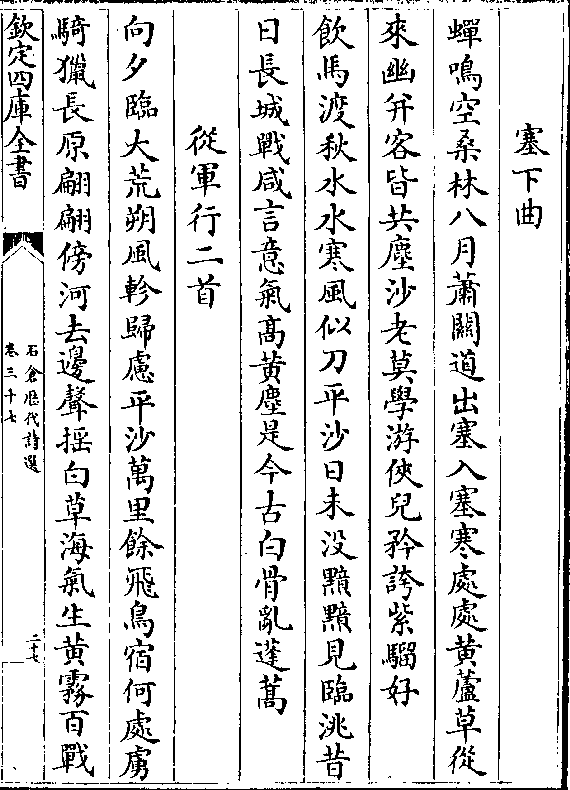 塞下曲
蟬鳴空桑林八月蕭關道出塞入塞寒處處黄蘆草從
來幽并客皆共塵沙老莫學游俠兒矜誇紫騮好
飲馬渡秋水水寒風似刀平沙日未没黯黯見臨洮昔
日長城戰咸言意氣髙黄塵是今古白骨亂蓬蒿
從軍行二首
向夕臨大荒朔風軫歸慮平沙萬里餘飛鳥宿何處虜
騎獵長原翩翩傍河去邊聲揺白草海氣生黄霧百戰
欽定四庫全書
石倉歴代詩選
卷三十七
二十七